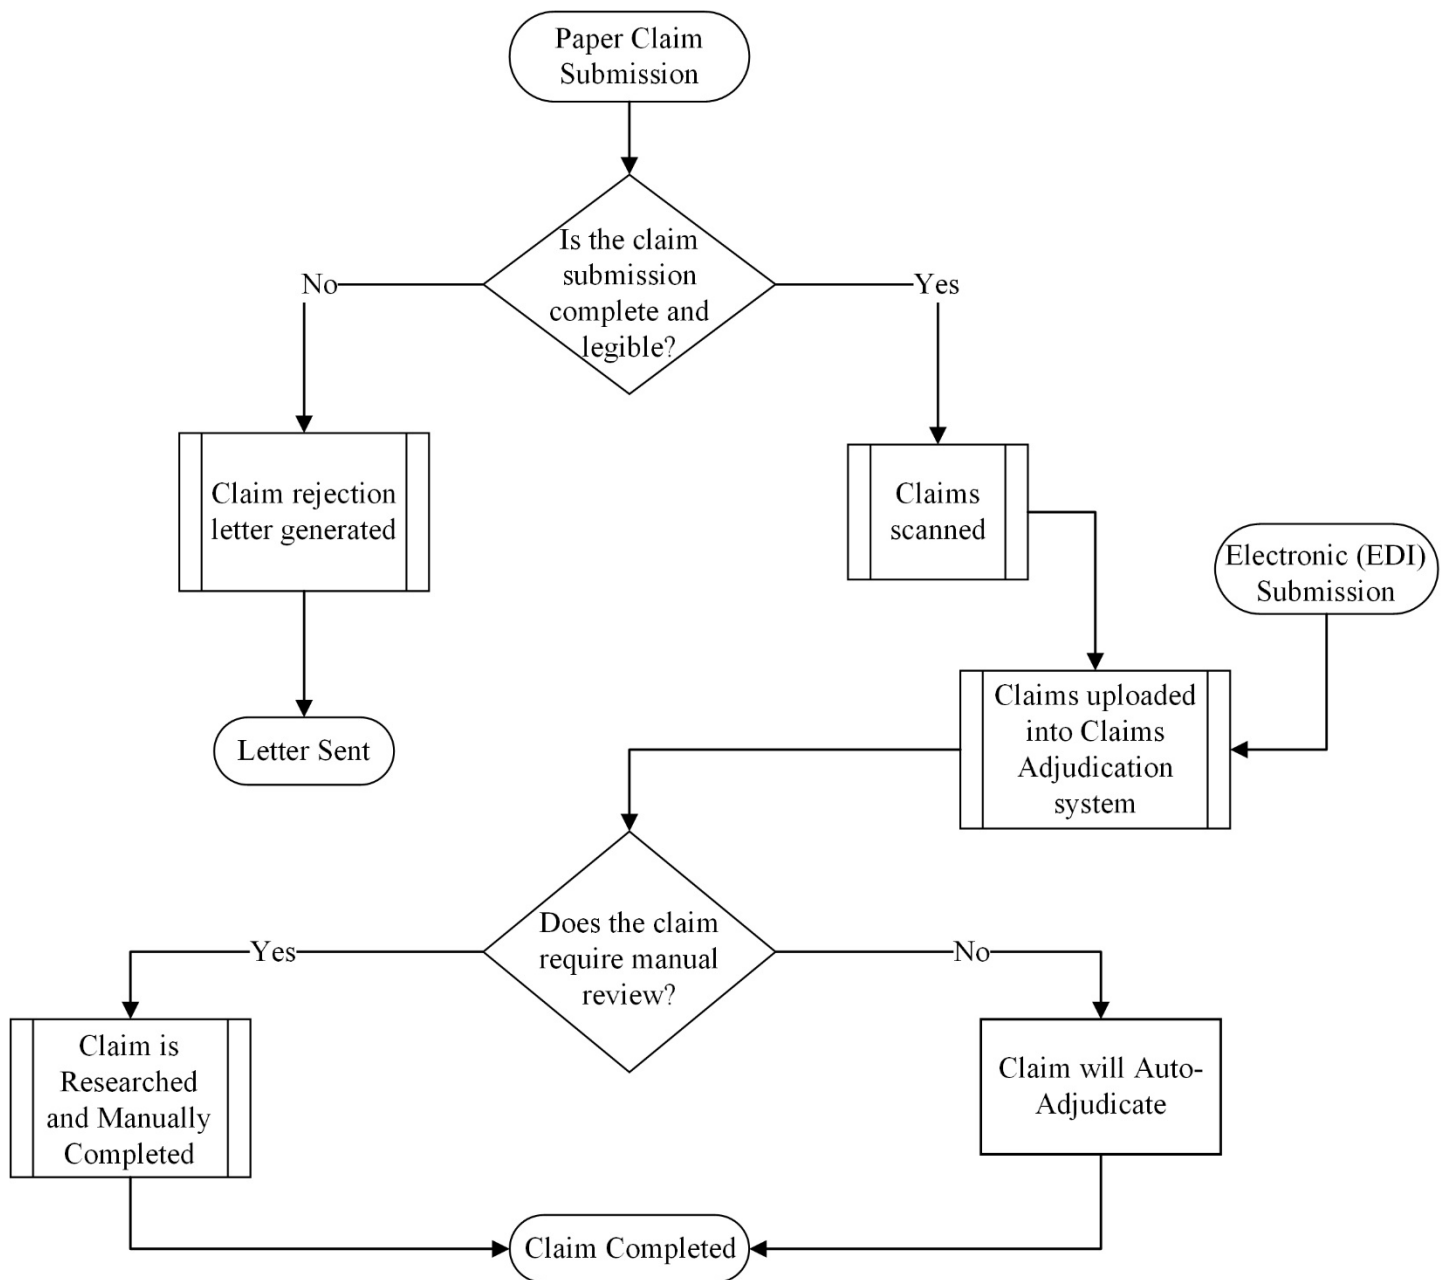 Paper Claim
Submission
Is the claim
submission
complete and
legible?
No
Yes
Claim rejection
letter generated
Claims
scanned
Electronic (EDI)
Submission
Letter Sent
Claims uploaded
into Claims
Adjudication
system
Does the claim
require manual
review?
Yes
No
Claim is
Researched
and Manually
Completed
Claim will Auto-
Adjudicate
Claim Completed